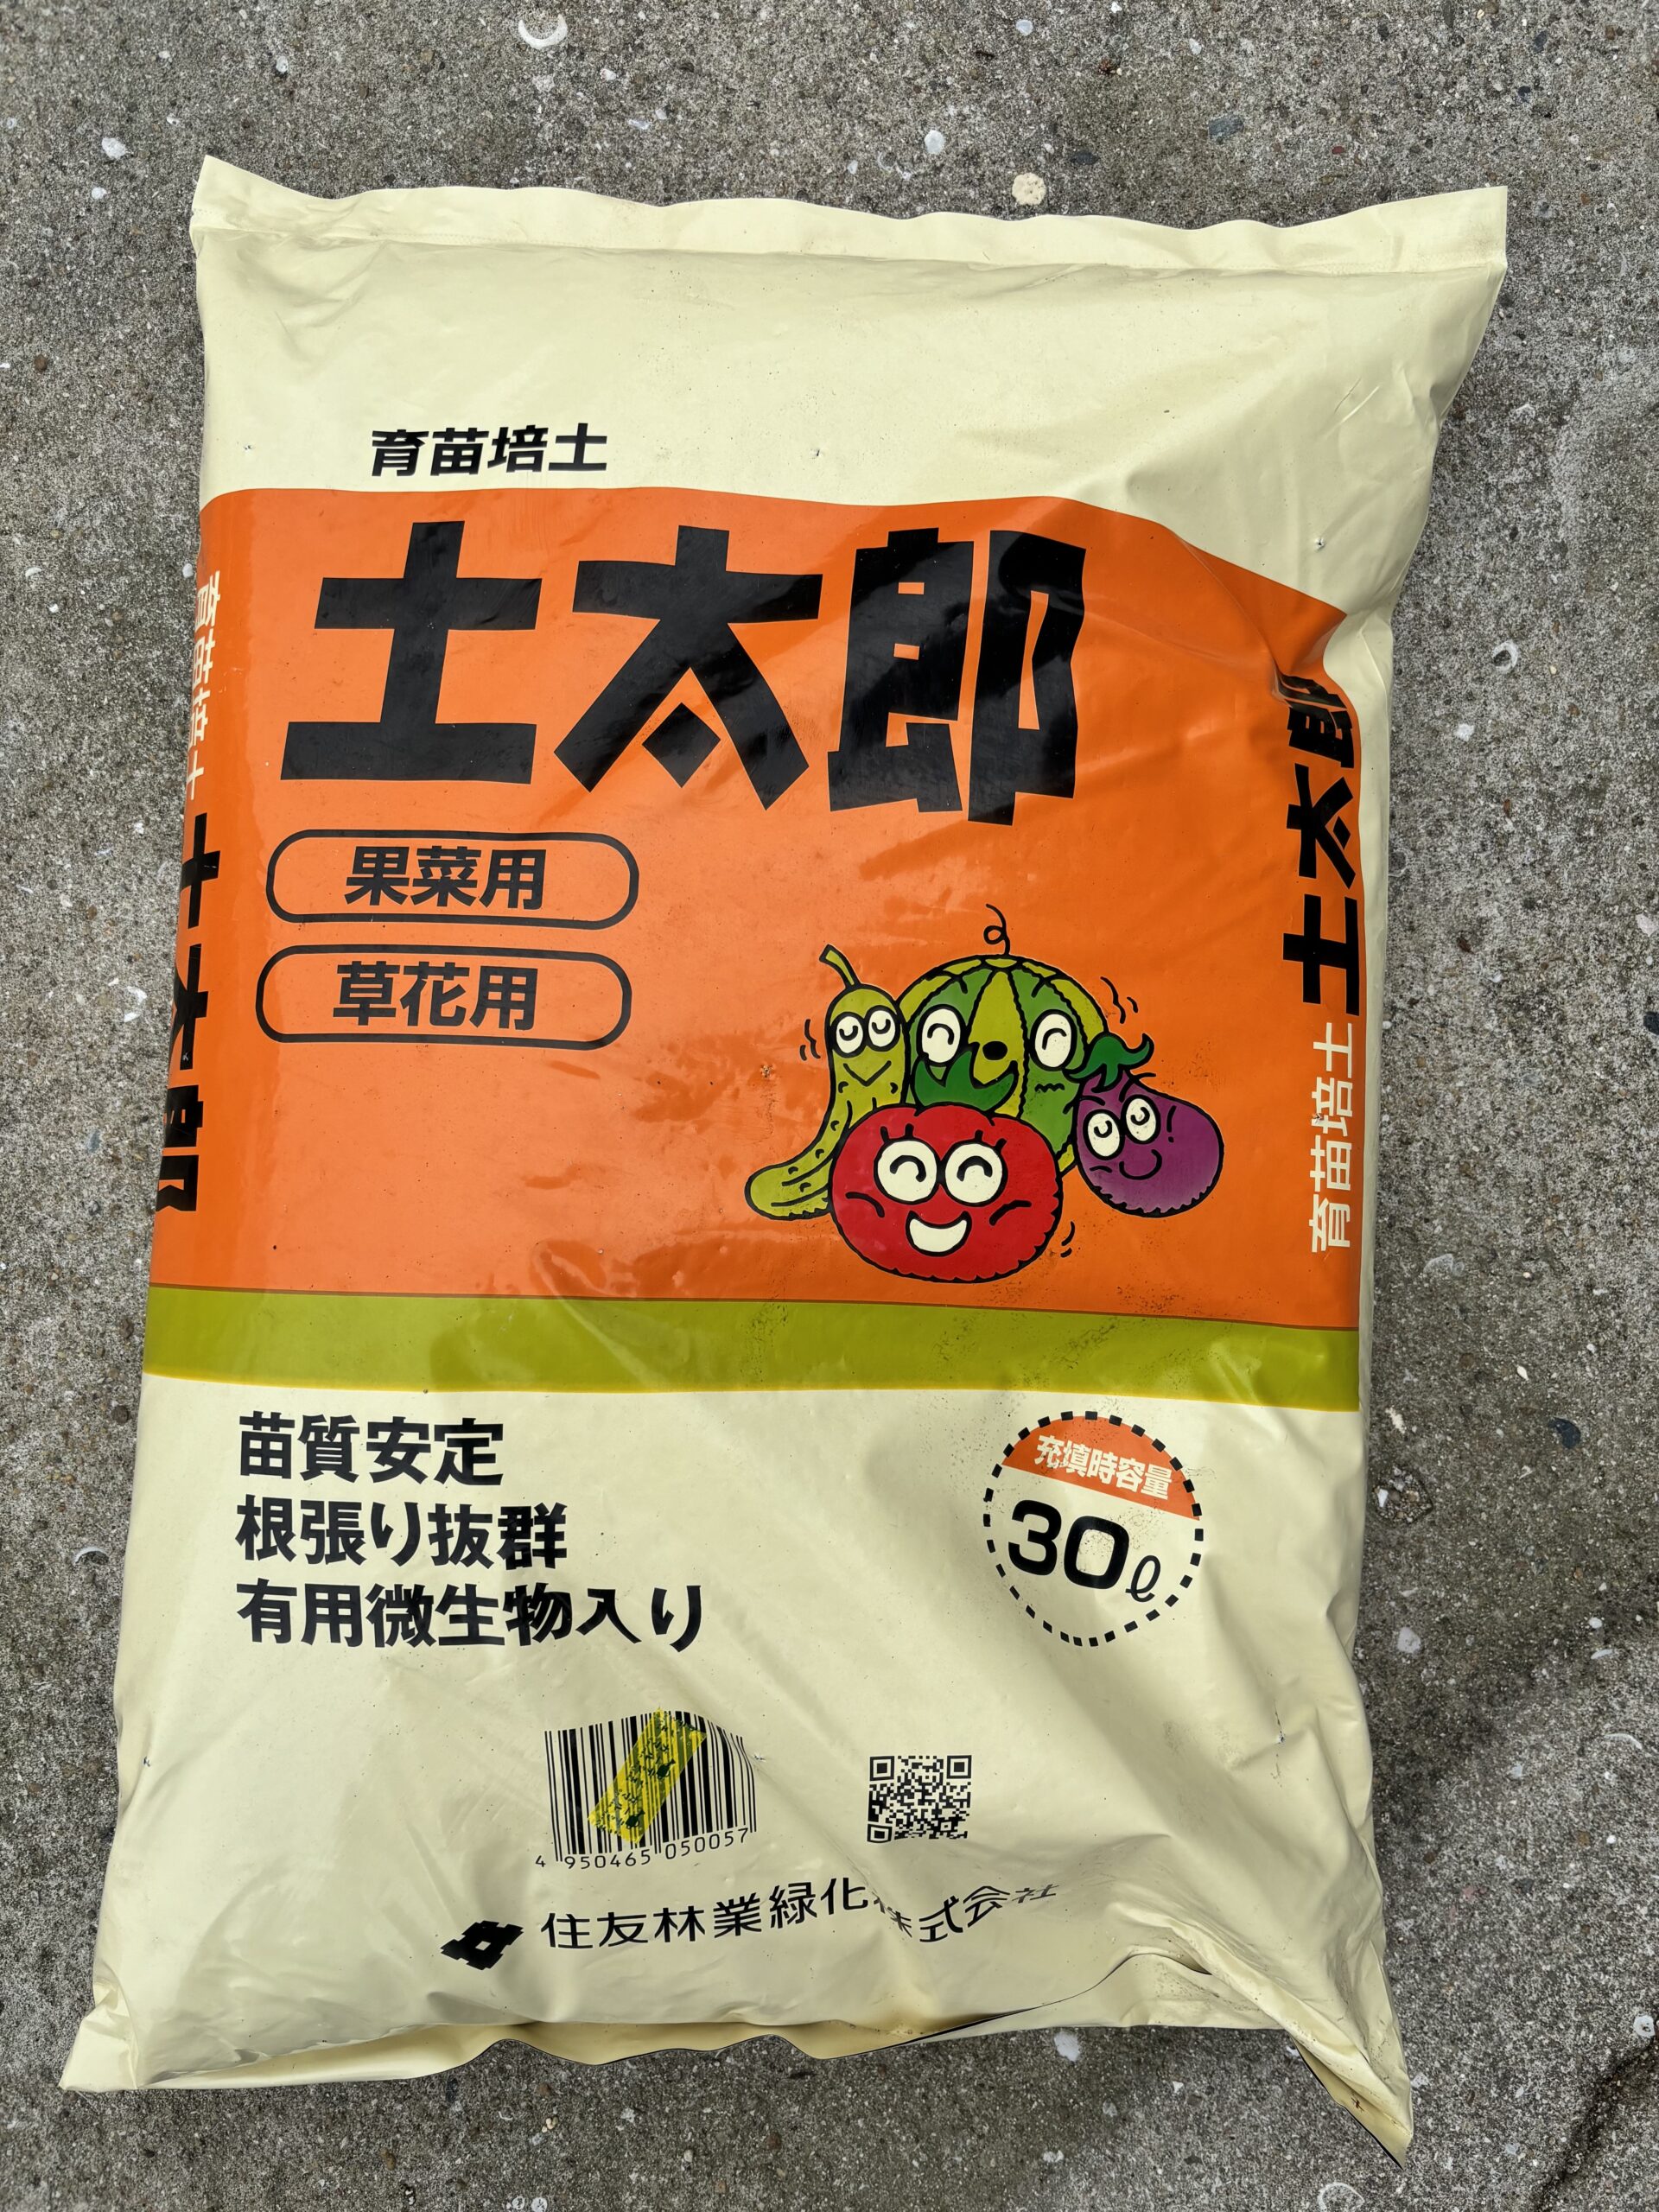 育苗培土
土太郎
果菜用
草花用
育苗培土 土太郎
育苗培土 土太郎
苗質安定
根張り抜群
有用微生物入り
充填時容量
30ℓ
4 950465 050057
住友林業緑化株式会社